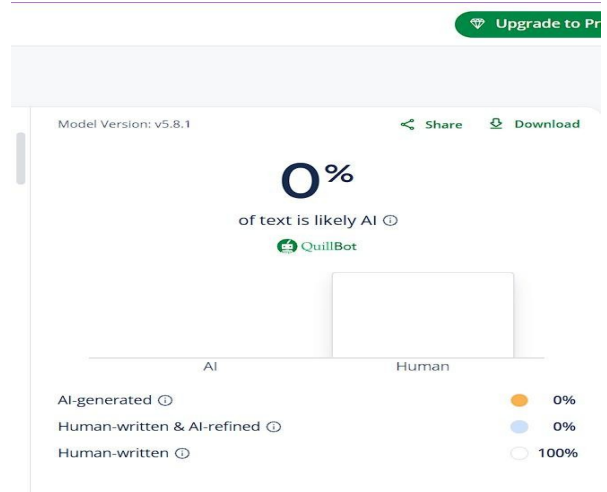 Upgrade to Pr
Model Version: v5.8.1
Share
Download
0%
of text is likely AI
QuillBot
AI
Human
AI-generated 0%
Human-written & AI-refined 0%
Human-written 100%